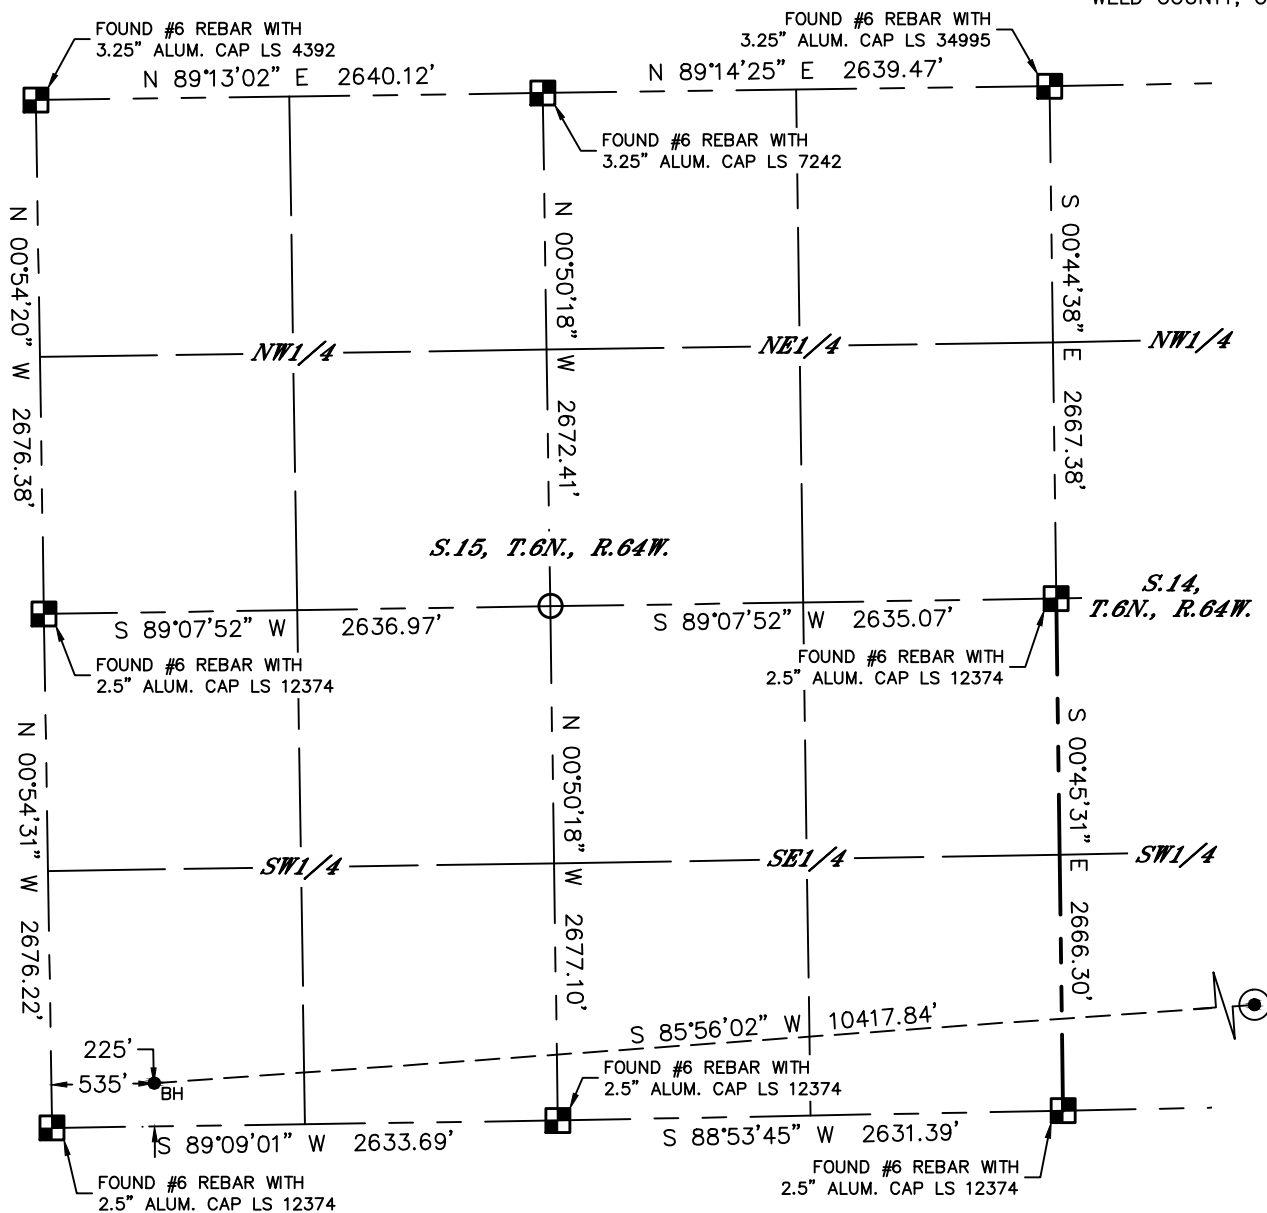 WELD COUNTY, C
FOUND #6 REBAR WITH
3.25" ALUM. CAP LS 4392
FOUND #6 REBAR WITH
3.25" ALUM. CAP LS 34995
N 89°13'02" E 2640.12'
N 89°14'25" E 2639.47'
FOUND #6 REBAR WITH
3.25" ALUM. CAP LS 7242
N 00°54'20" W 2676.38'
N 00°50'18" W 2672.41'
S 00°44'38" E 2667.38'
NW1/4
NE1/4
NW1/4
S.15, T.6N., R.64W.
S.14,
T.6N., R.64W.
S 89°07'52" W 2636.97'
S 89°07'52" W 2635.07'
FOUND #6 REBAR WITH
2.5" ALUM. CAP LS 12374
FOUND #6 REBAR WITH
2.5" ALUM. CAP LS 12374
N 00°54'31" W 2676.22'
N 00°50'18" W 2677.10'
S 00°45'31" E 2666.30'
SW1/4
SE1/4
SW1/4
S 85°56'02" W 10417.84'
225'
535'
BH
FOUND #6 REBAR WITH
2.5" ALUM. CAP LS 12374
S 89°09'01" W 2633.69'
S 88°53'45" W 2631.39'
FOUND #6 REBAR WITH
2.5" ALUM. CAP LS 12374
FOUND #6 REBAR WITH
2.5" ALUM. CAP LS 12374